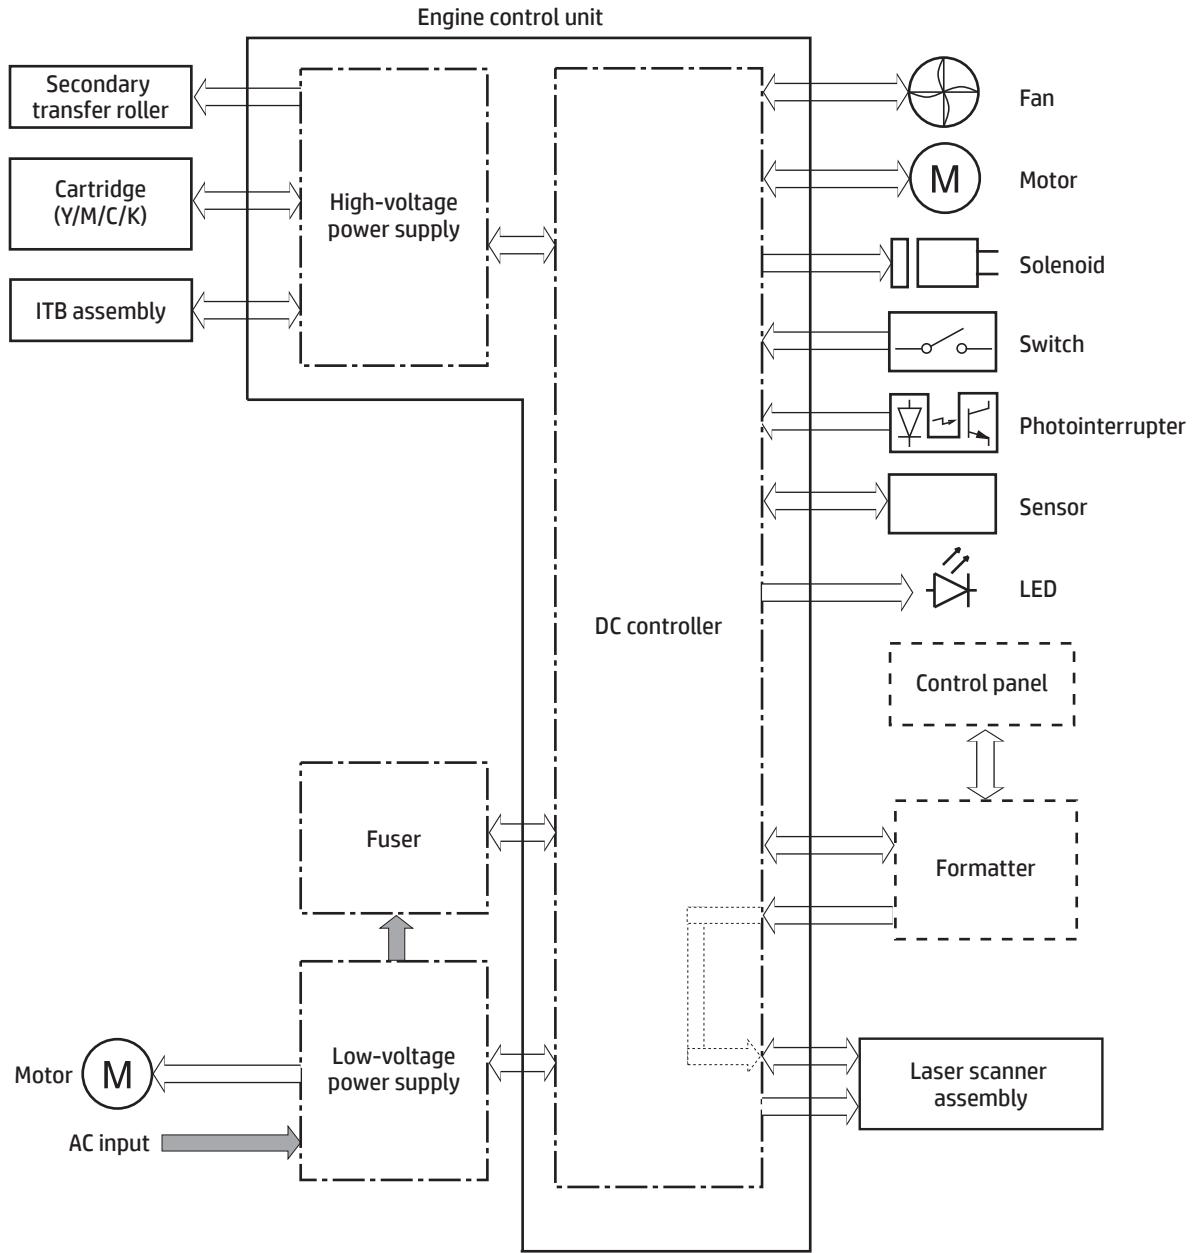 Engine control unit
Secondary
transfer roller
Cartridge
(Y/M/C/K)
ITB assembly
High-voltage
power supply
Fan
M
Motor
Solenoid
Switch
Photointerrupter
Sensor
LED
DC controller
Control panel
Fuser
Formatter
Low-voltage
power supply
Motor
M
AC input
Laser scanner
assembly